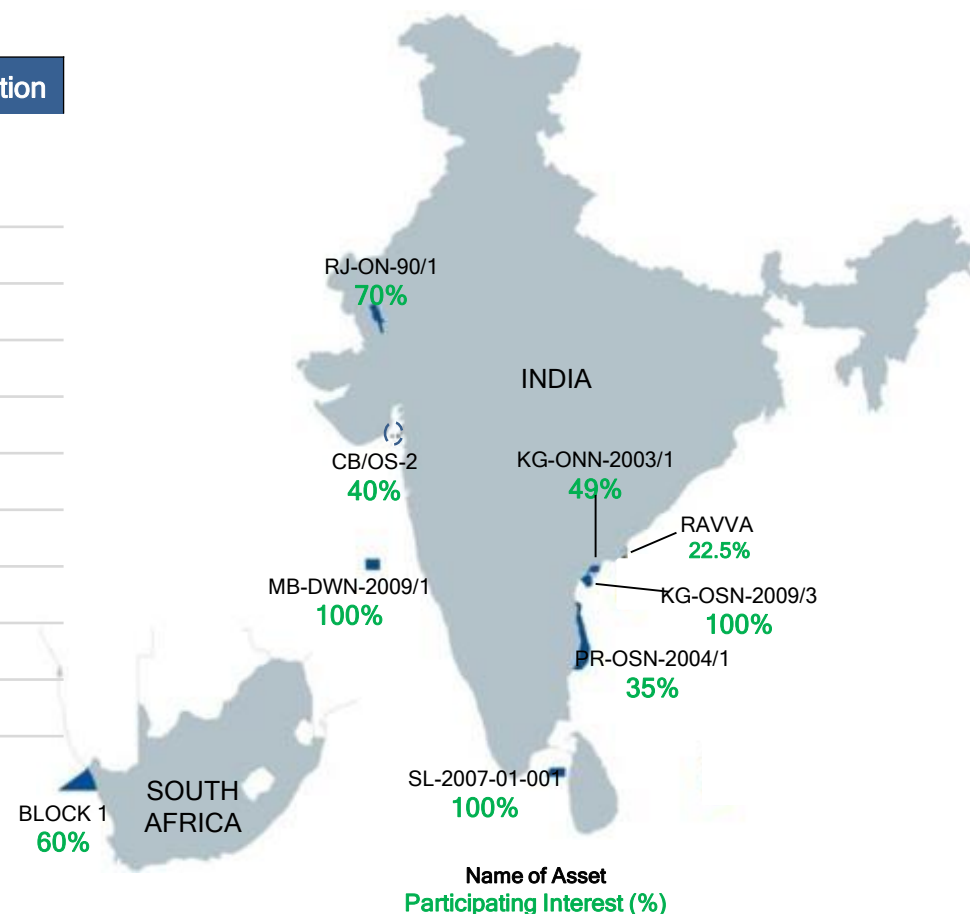 tion
RJ-ON-90/1
70%
INDIA
CB/OS-2
40%
KG-ONN-2003/1
49%
RAVVA
22.5%
MB-DWN-2009/1
100%
KG-OSN-2009/3
100%
PR-OSN-2004/1
35%
SL-2007-01-001
100%
SOUTH
AFRICA
BLOCK 1
60%
Name of Asset
Participating Interest (%)